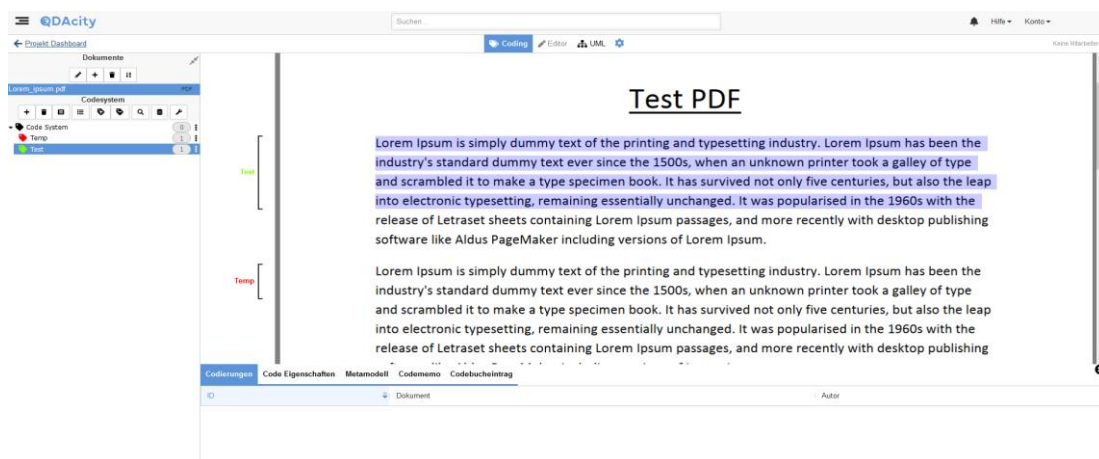 QDAcity
Suchen ...
Hilfe
Konto
Projekt Dashboard
Coding
Editor
UML
Keine Mitarbeiter
Dokumente
Lorem_ipsum.pdf
PDF
Codesystem
Code System
0
Temp
1
Test
1
Test PDF
Test
Lorem Ipsum is simply dummy text of the printing and typesetting industry. Lorem Ipsum has been the
industry's standard dummy text ever since the 1500s, when an unknown printer took a galley of type
and scrambled it to make a type specimen book. It has survived not only five centuries, but also the leap
into electronic typesetting, remaining essentially unchanged. It was popularised in the 1960s with the
release of Letraset sheets containing Lorem Ipsum passages, and more recently with desktop publishing
software like Aldus PageMaker including versions of Lorem Ipsum.
Temp
Lorem Ipsum is simply dummy text of the printing and typesetting industry. Lorem Ipsum has been the
industry's standard dummy text ever since the 1500s, when an unknown printer took a galley of type
and scrambled it to make a type specimen book. It has survived not only five centuries, but also the leap
into electronic typesetting, remaining essentially unchanged. It was popularised in the 1960s with the
release of Letraset sheets containing Lorem Ipsum passages, and more recently with desktop publishing
Codierungen Code Eigenschaften Metamodell Codememo Codebucheintrag
ID Dokument Autor